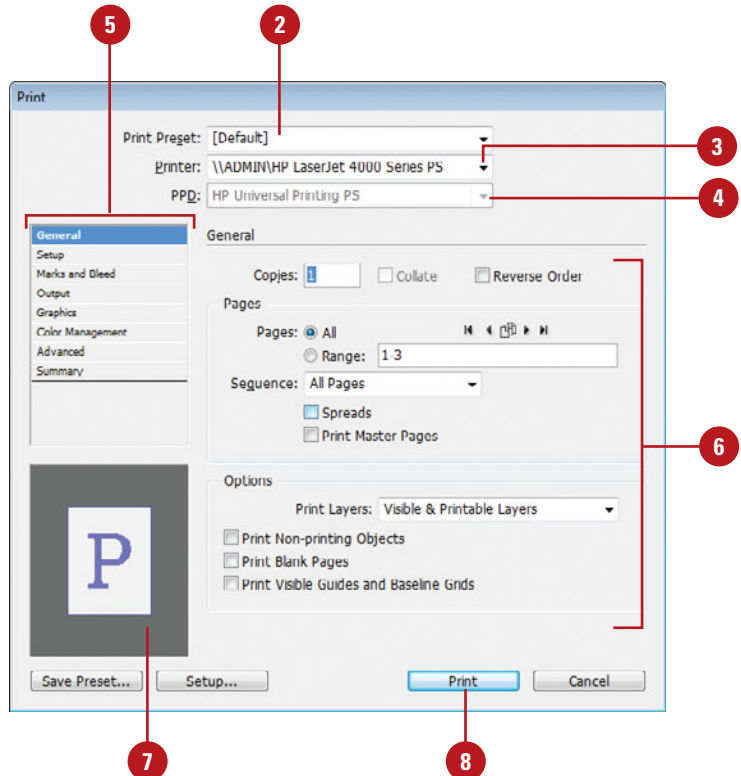 5 2
Print
Print Preset: [Default]
3
Printer: \\ADMIN\HP LaserJet 4000 Series PS
4
PPD: HP Universal Printing PS
General
Setup
Marks and Bleed
Output
Graphics
Color Management
Advanced
Summary
General
Copies: 1 Collate Reverse Order
Pages
Pages: All
Range: 1-3
Sequence: All Pages
Spreads
Print Master Pages
6
Options
Print Layers: Visible & Printable Layers
Print Non-printing Objects
Print Blank Pages
Print Visible Guides and Baseline Grids
P
Save Preset... Setup... Print Cancel
7 8